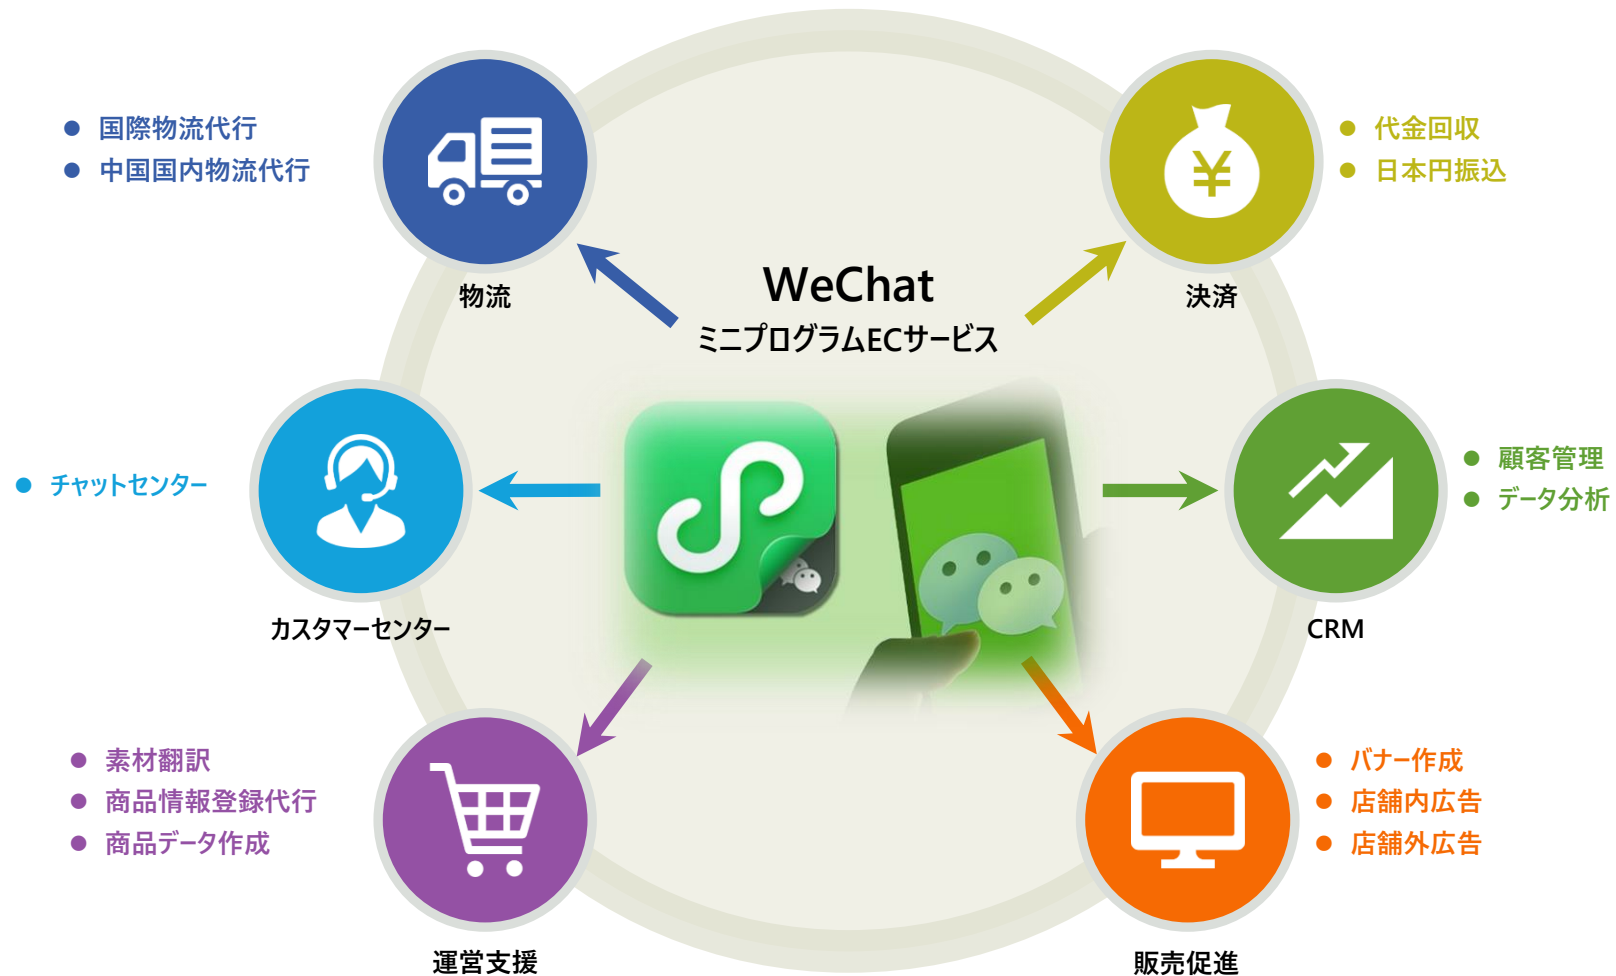 WeChat
ミニプログラムECサービス
● 国際物流代行
● 中国国内物流代行
物流
● 代金回収
● 日本円振込
¥
決済
● チャットセンター
カスタマーセンター
● 顧客管理
● データ分析
CRM
● 素材翻訳
● 商品情報登録代行
● 商品データ作成
運営支援
● バナー作成
● 店舗内広告
● 店舗外広告
販売促進